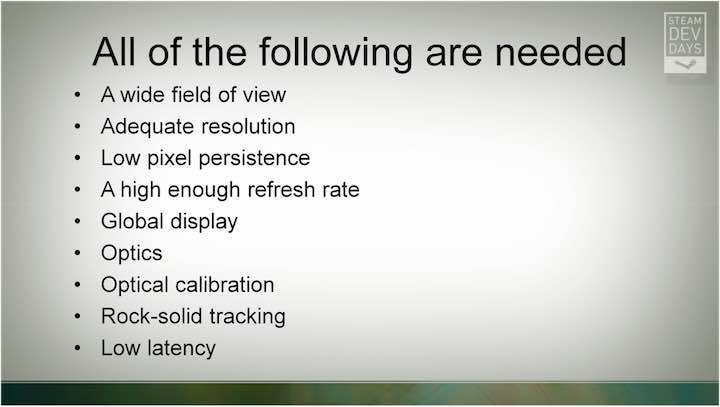 All of the following are needed
STEAM
DEV
DAYS
• A wide field of view
• Adequate resolution
• Low pixel persistence
• A high enough refresh rate
• Global display
• Optics
• Optical calibration
• Rock-solid tracking
• Low latency